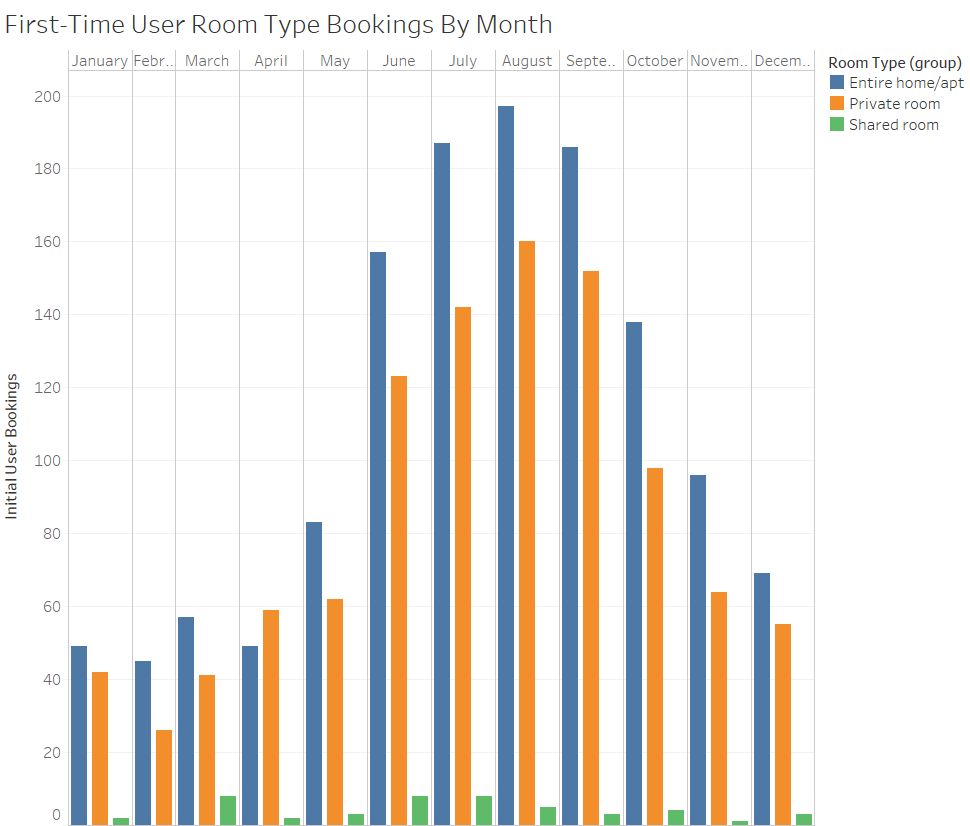 First-Time User Room Type Bookings By Month
January Febr.. March April May June July August Septe.. October Novem.. Decem..
Room Type (group)
Entire home/apt
Private room
Shared room
200
180
160
140
120
100
80
60
40
20
0
Initial User Bookings